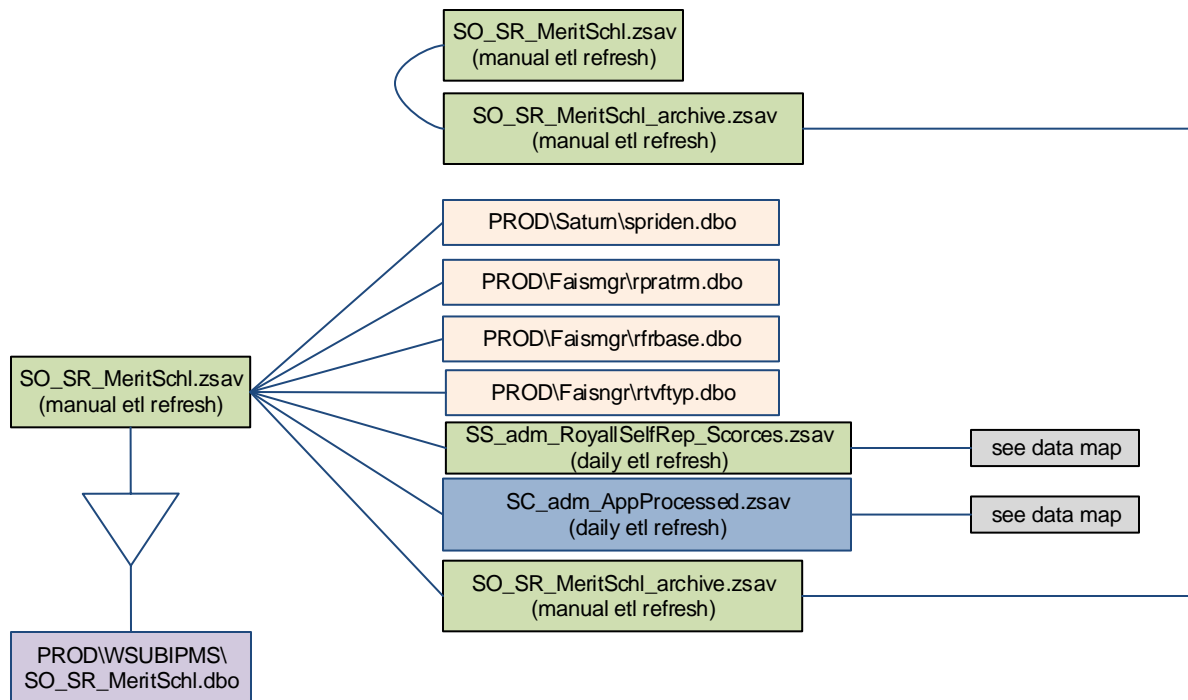 SO_SR_MeritSchl.zsav
(manual etl refresh)
SO_SR_MeritSchl_archive.zsav
(manual etl refresh)
PROD\Saturn\spriden.dbo
PROD\Faismgr\rpratrm.dbo
PROD\Faismgr\rfrbase.dbo
PROD\Faisngr\rtvftyp.dbo
SO_SR_MeritSchl.zsav
(manual etl refresh)
SS_adm_RoyallSelfRep_Scorces.zsav
(daily etl refresh)
see data map
SC_adm_AppProcessed.zsav
(daily etl refresh)
see data map
SO_SR_MeritSchl_archive.zsav
(manual etl refresh)
PROD\WSUBIPMS\
SO_SR_MeritSchl.dbo